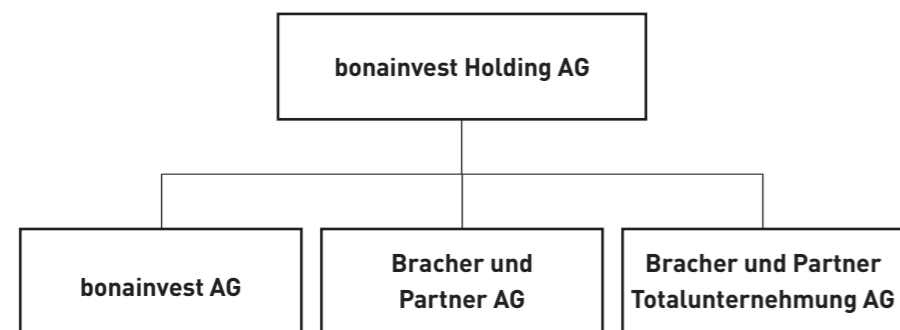 bonainvest Holding AG
bonainvest AG
Bracher und
Partner AG
Bracher und Partner
Totalunternehmung AG